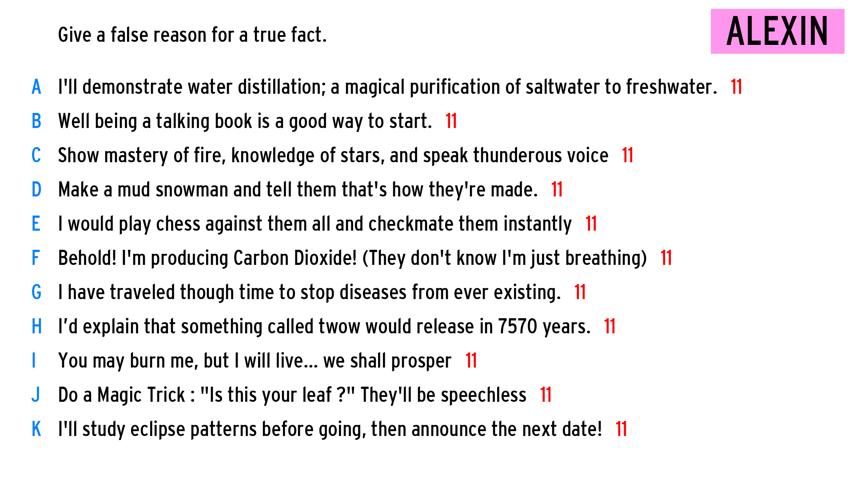 Give a false reason for a true fact.
ALEXIN
A I'll demonstrate water distillation; a magical purification of saltwater to freshwater. 11
B Well being a talking book is a good way to start. 11
C Show mastery of fire, knowledge of stars, and speak thunderous voice 11
D Make a mud snowman and tell them that's how they're made. 11
E I would play chess against them all and checkmate them instantly 11
F Behold! I'm producing Carbon Dioxide! (They don't know I'm just breathing) 11
G I have traveled though time to stop diseases from ever existing. 11
H I’d explain that something called twow would release in 7570 years. 11
I You may burn me, but I will live... we shall prosper 11
J Do a Magic Trick : "Is this your leaf ?" They'll be speechless 11
K I'll study eclipse patterns before going, then announce the next date! 11